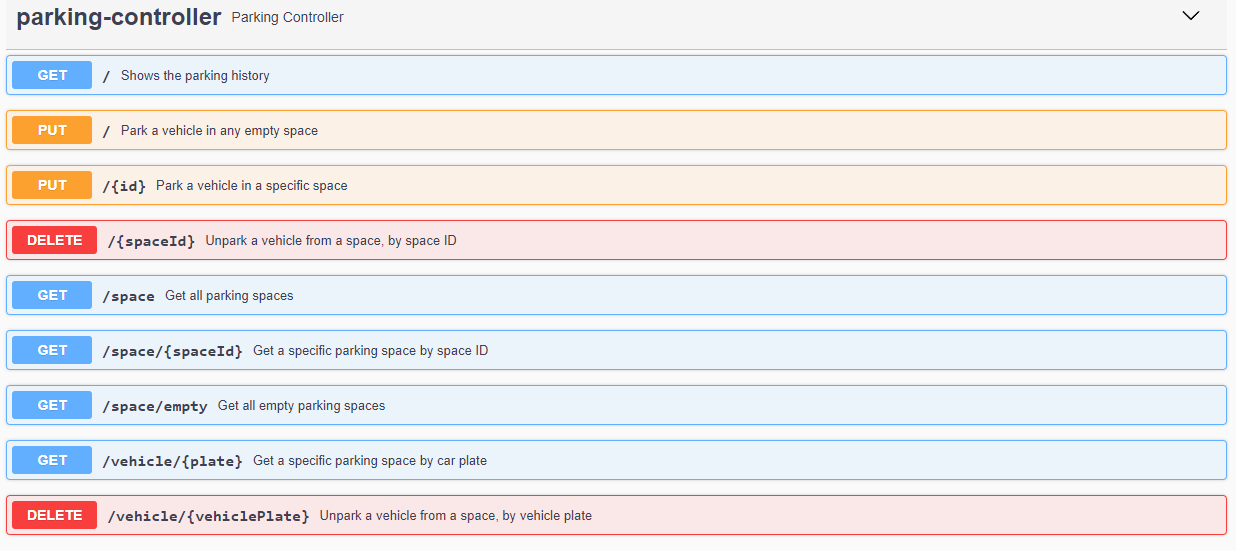 parking-controller Parking Controller
GET / Shows the parking history
PUT / Park a vehicle in any empty space
PUT /{id} Park a vehicle in a specific space
DELETE /{spaceId} Unpark a vehicle from a space, by space ID
GET /space Get all parking spaces
GET /space/{spaceId} Get a specific parking space by space ID
GET /space/empty Get all empty parking spaces
GET /vehicle/{plate} Get a specific parking space by car plate
DELETE /vehicle/{vehiclePlate} Unpark a vehicle from a space, by vehicle plate